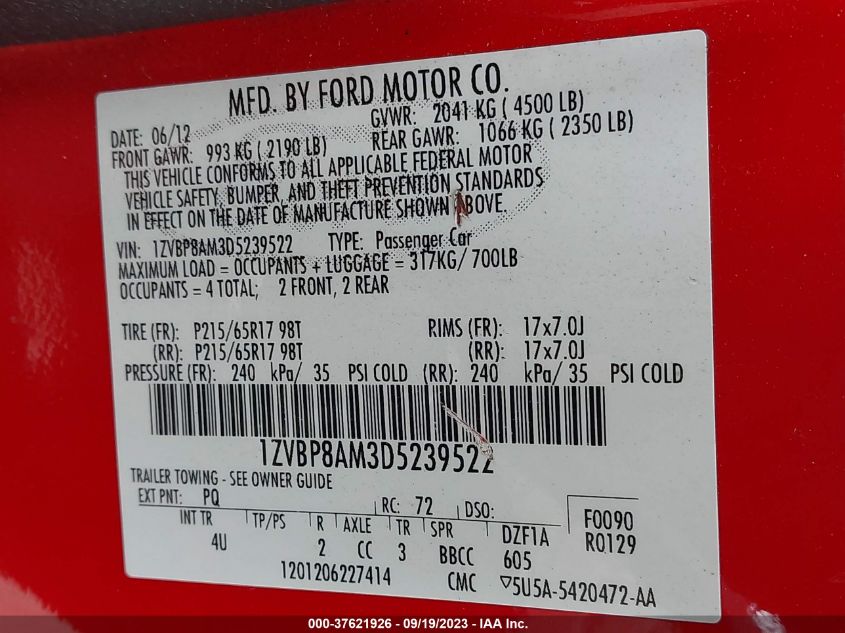 MFD. BY FORD MOTOR CO.
DATE: 06/12 GVWR: 2041 KG ( 4500 LB)
FRONT GAWR: 993 KG ( 2190 LB) REAR GAWR: 1066 KG ( 2350 LB)
THIS VEHICLE CONFORMS TO ALL APPLICABLE FEDERAL MOTOR
VEHICLE SAFETY, BUMPER, AND THEFT PREVENTION STANDARDS
IN EFFECT ON THE DATE OF MANUFACTURE SHOWN ABOVE.
VIN: 1ZVBP8AM3D5239522 TYPE: Passenger Car
MAXIMUM LOAD = OCCUPANTS + LUGGAGE = 317KG/ 700LB
OCCUPANTS = 4 TOTAL; 2 FRONT, 2 REAR
TIRE (FR): P215/65R17 98T RIMS (FR): 17x7.0J
(RR): P215/65R17 98T (RR): 17x7.0J
PRESSURE (FR): 240 kPa/ 35 PSI COLD (RR): 240 kPa/ 35 PSI COLD
1ZVBP8AM3D5239522
TRAILER TOWING - SEE OWNER GUIDE
EXT PNT: PQ RC: 72 DSO: F0090
INT TR TP/PS R AXLE TR SPR DZF1A R0129
4U 2 CC 3 BBCC 605
1201206227414 CMC ▽5U5A-5420472-AA
000-37621926 - 09/19/2023 - IAA Inc.